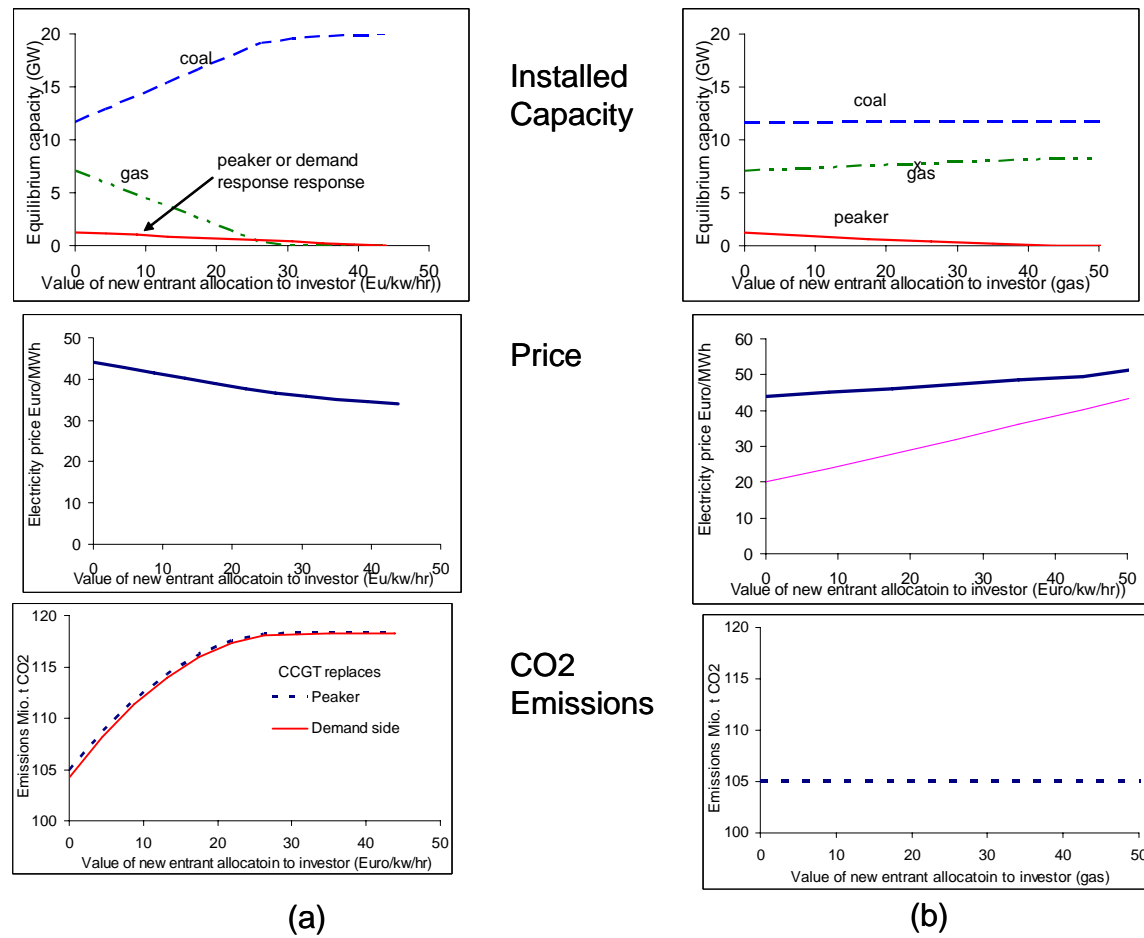 Equilibrium capacity (GW)
20
15
10
5
0
coal
gas
peaker or demand
response response
0 10 20 30 40 50
Value of new entrant allocation to investor (Eu/kw/hr))
Installed
Capacity
Equilibrium capacity (GW)
20
15
10
5
0
coal
x
gas
peaker
0 10 20 30 40 50
Value of new entrant allocation to investor (gas)
Electricity price Euro/MWh
50
40
30
20
10
0
0 10 20 30 40 50
Value of new entrant allocatoin to investor (Eu/kw/hr)
Price
Electricity price Euro/MWh
60
50
40
30
20
10
0
0 10 20 30 40 50
Value of new entrant allocatoin to investor (Euro/kw/hr))
Emissions Mio. t CO2
120
115
110
105
100
CCGT replaces
Peaker
Demand side
0 10 20 30 40 50
Value of new entrant allocatoin to investor (Euro/kw/hr)
CO2
Emissions
Emissions Mio. t CO2
120
115
110
105
100
0 10 20 30 40 50
Value of new entrant allocatoin to investor (gas)
(a)
(b)